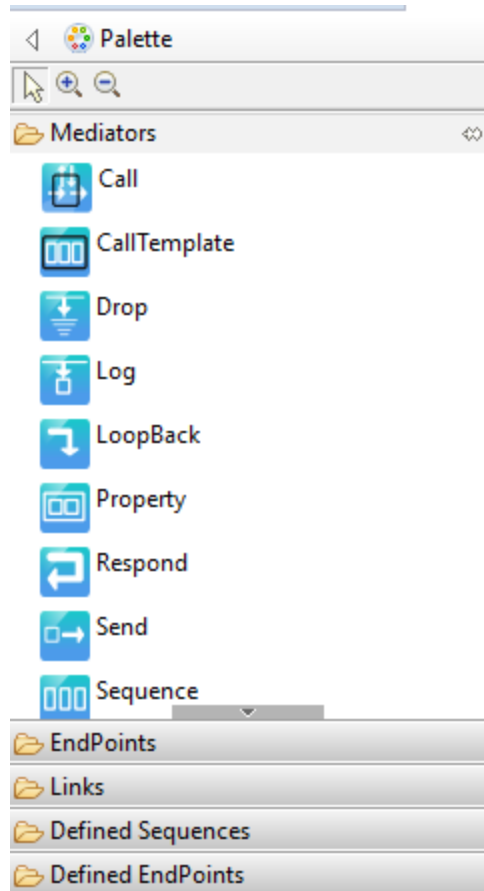 Palette
Mediators
Call
CallTemplate
Drop
Log
LoopBack
Property
Respond
Send
Sequence
EndPoints
Links
Defined Sequences
Defined EndPoints